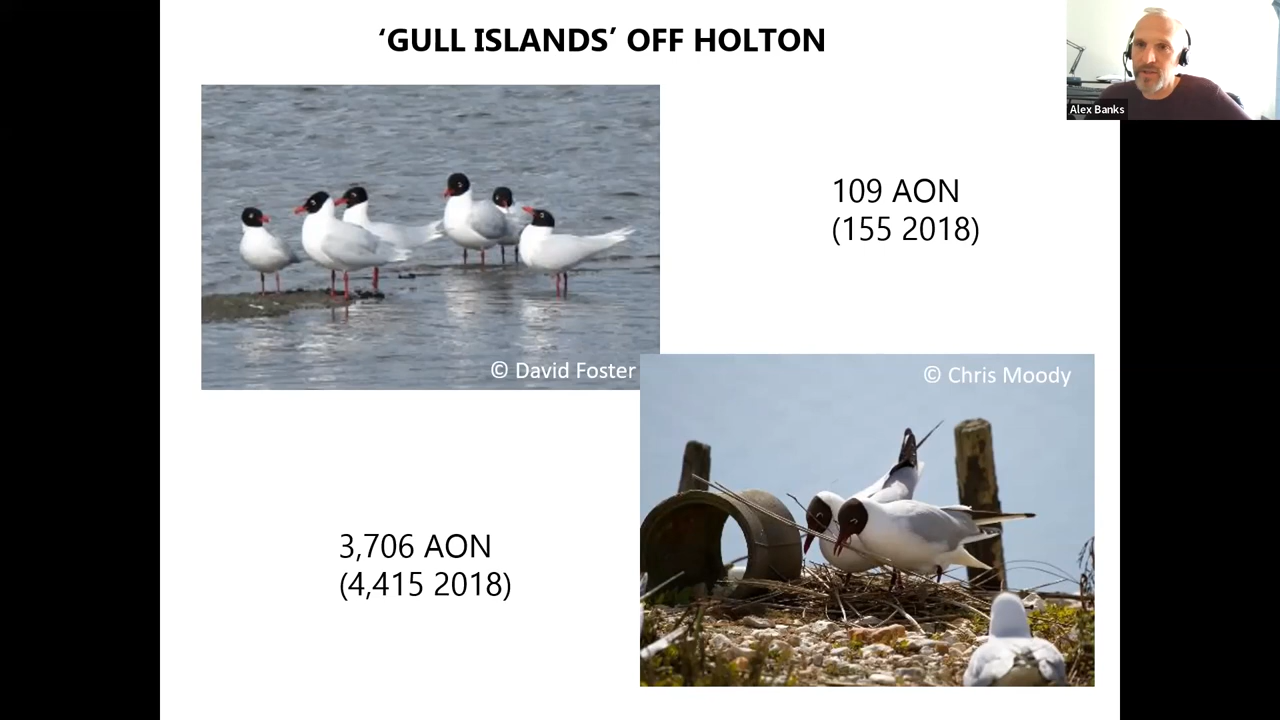 ‘GULL ISLANDS’ OFF HOLTON
Alex Banks
109 AON
(155 2018)
© David Foster
© Chris Moody
3,706 AON
(4,415 2018)